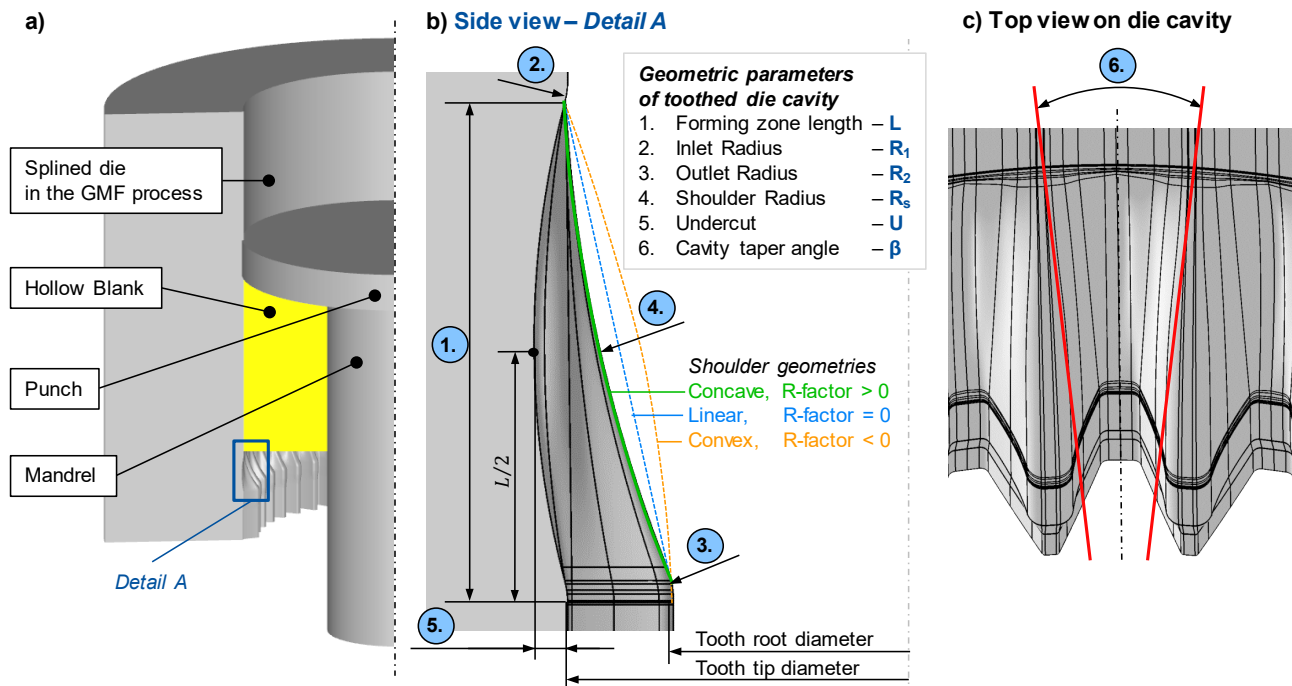 a)
Splined die
in the GMF process
Hollow Blank
Punch
Mandrel
Detail A
b) Side view – Detail A
2.
Geometric parameters
of toothed die cavity
1. Forming zone length – L
2. Inlet Radius – R₁
3. Outlet Radius – R₂
4. Shoulder Radius – Rₛ
5. Undercut – U
6. Cavity taper angle – β
4.
1.
Shoulder geometries
Concave, R-factor > 0
Linear, R-factor = 0
Convex, R-factor < 0
L/2
3.
5.
Tooth root diameter
Tooth tip diameter
c) Top view on die cavity
6.